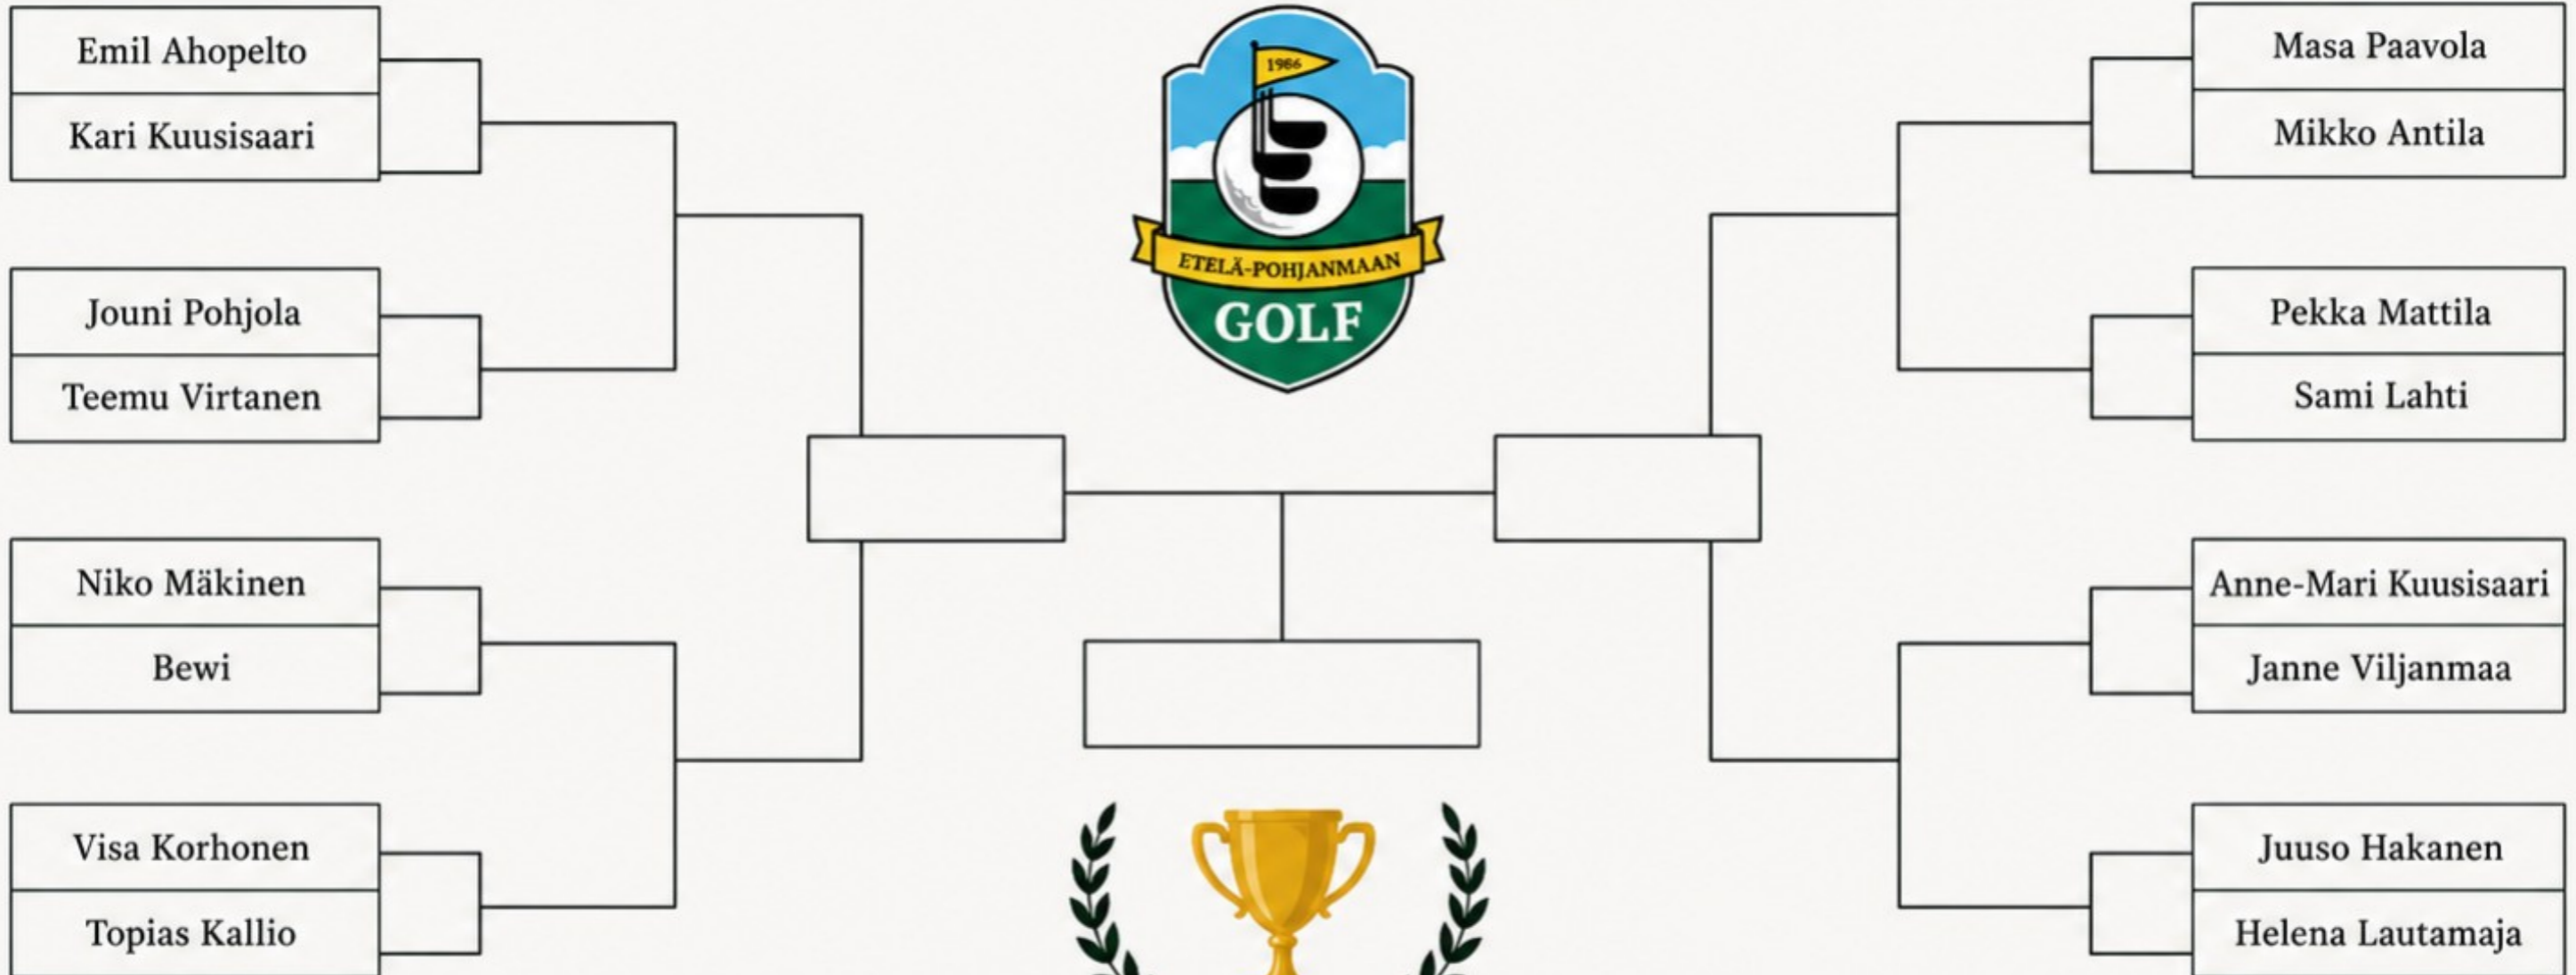 Emil Ahopelto
Kari Kuusisaari
Jouni Pohjola
Teemu Virtanen
Niko Mäkinen
Bewi
Visa Korhonen
Topias Kallio
1986
ETELÄ-POHJANMAAN
GOLF
Masa Paavola
Mikko Antila
Pekka Mattila
Sami Lahti
Anne-Mari Kuusisaari
Janne Viljanmaa
Juuso Hakanen
Helena Lautamaja